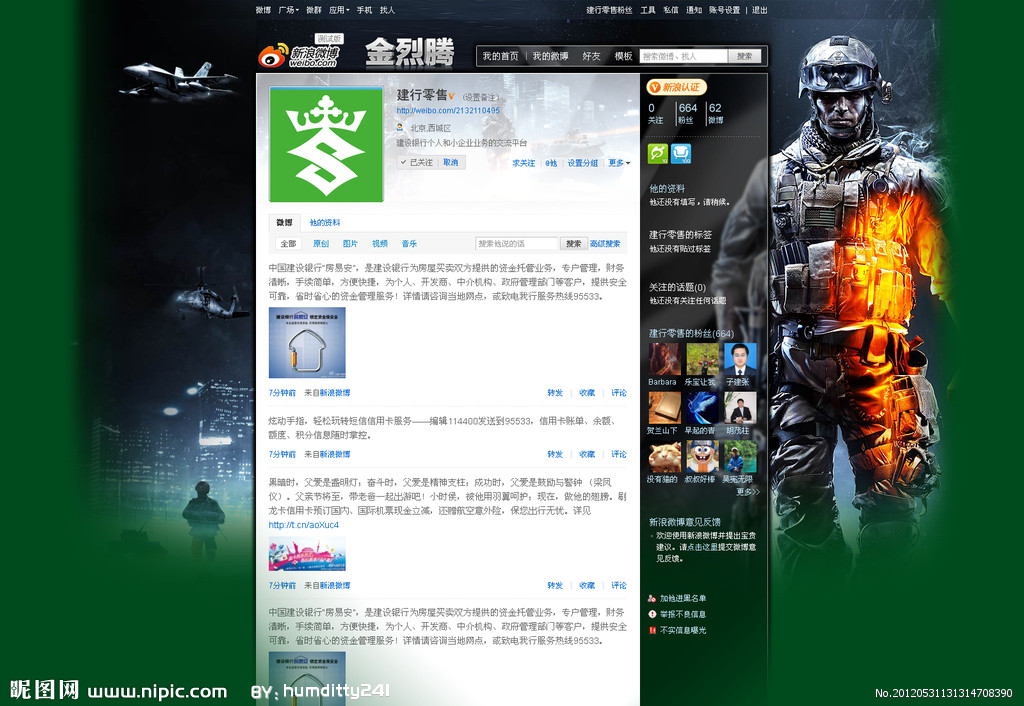 微博 广场 微群 应用 手机 找人
建行零售粉丝 工具 私信 通知 账号设置 | 退出
测试版
新浪微博
weibo.com
金烈腾
我的首页 | 我的微博 好友 模板 搜索微博、找人 搜索
建行零售 (设置备注)
http://weibo.com/2132110495
北京,西城区
建设银行个人和小企业业务的交流平台
已关注 | 取消
求关注 | @他 | 设置分组 | 更多
微博 他的资料
全部 原创 图片 视频 音乐 搜索他说的话 搜索 高级搜索
中国建设银行“房易安”，是建设银行为房屋买卖双方提供的资金托管业务，专户管理，财务
清晰，手续简单，方便快捷，为个人、开发商、中介机构、政府管理部门等客户，提供安全
可靠，省时省心的资金管理服务！详情请咨询当地网点，或致电我行服务热线95533。
7分钟前 来自新浪微博
转发 | 收藏 | 评论
炫动手指，轻松玩转短信信用卡服务——编辑114400发送到95533，信用卡账单、余额、
额度、积分信息随时掌控。
7分钟前 来自新浪微博
转发 | 收藏 | 评论
黑暗时，父爱是盏明灯；奋斗时，父爱是精神支柱；成功时，父爱是鼓励与警钟（梁凤
仪）。父亲节将至，带老爸一起出游吧！小时侯，被他用羽翼呵护；现在，做他的翅膀。刷
龙卡信用卡预订国内、国际机票现金立减，还赠航空意外险，保您出行无忧。详见
http://t.cn/aoXuc4
7分钟前 来自新浪微博
转发 | 收藏 | 评论
中国建设银行“房易安”，是建设银行为房屋买卖双方提供的资金托管业务，专户管理，财务
清晰，手续简单，方便快捷，为个人、开发商、中介机构、政府管理部门等客户，提供安全
可靠，省时省心的资金管理服务！详情请咨询当地网点，或致电我行服务热线95533。
V 新浪认证
0 664 62
关注 粉丝 微博
他的资料
他还没有填写，请稍候。
建行零售的标签
他还没有贴过标签
关注的话题(0)
他还没有关注任何话题
建行零售的粉丝(664)
Barbara 乐宝让我 子建张
贺兰山下 早起的青 胡茂柱
没有猫的 叔叔好棒 吴宪无限
更多>>
新浪微博意见反馈
· 欢迎使用新浪微博并提出宝贵
建议。请点击这里提交微博意
见反馈。
加他进黑名单
举报不良信息
不实信息曝光
昵图网 www.nipic.com BY: humditty241
No.20120531131314708390